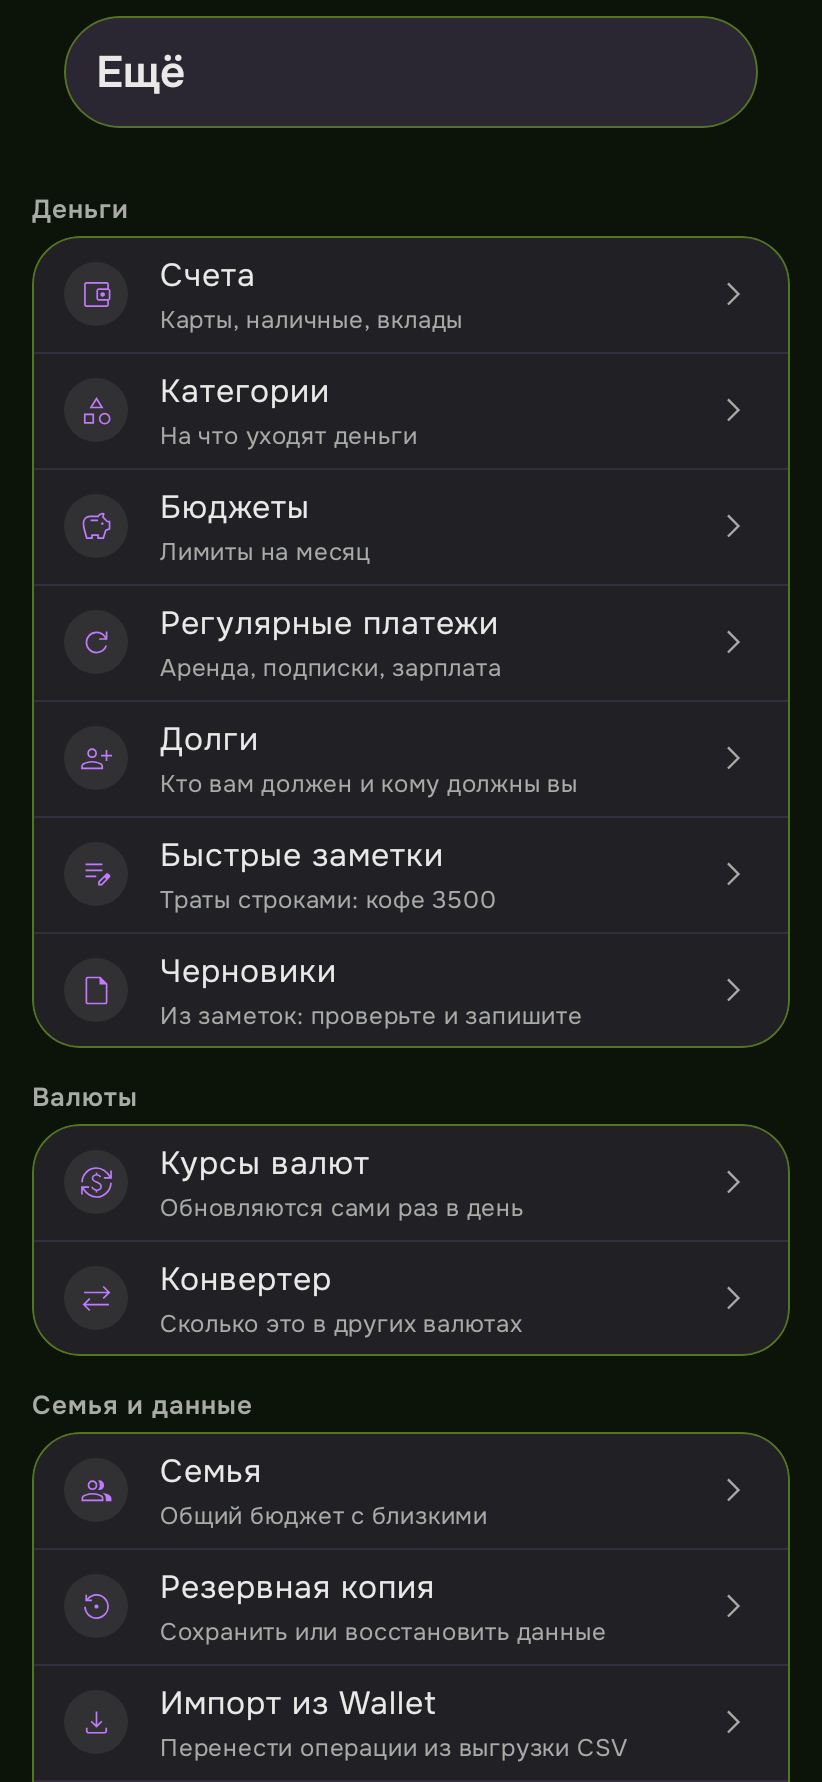 Ещё
Деньги
Счета
Карты, наличные, вклады
Категории
На что уходят деньги
Бюджеты
Лимиты на месяц
Регулярные платежи
Аренда, подписки, зарплата
Долги
Кто вам должен и кому должны вы
Быстрые заметки
Траты строками: кофе 3500
Черновики
Из заметок: проверьте и запишите
Валюты
Курсы валют
Обновляются сами раз в день
Конвертер
Сколько это в других валютах
Семья и данные
Семья
Общий бюджет с близкими
Резервная копия
Сохранить или восстановить данные
Импорт из Wallet
Перенести операции из выгрузки CSV